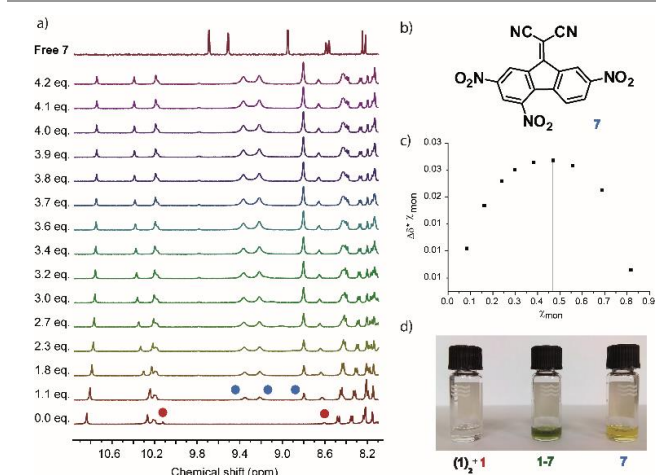 a)
Free 7
4.2 eq.
4.1 eq.
4.0 eq.
3.9 eq.
3.8 eq.
3.7 eq.
3.6 eq.
3.4 eq.
3.2 eq.
3.0 eq.
2.7 eq.
2.3 eq.
1.8 eq.
1.1 eq.
0.0 eq.
10.6 10.2 9.8 9.4 9.0 8.6 8.2
Chemical shift (ppm)
b)
NC CN
O₂N NO₂
NO₂
7
c)
0.03
0.03
0.02
0.01
0.01
Δδ* χmon
0.0 0.1 0.2 0.3 0.4 0.5 0.6 0.7 0.8 0.9
χmon
d)
(1)₂+1 1-7 7